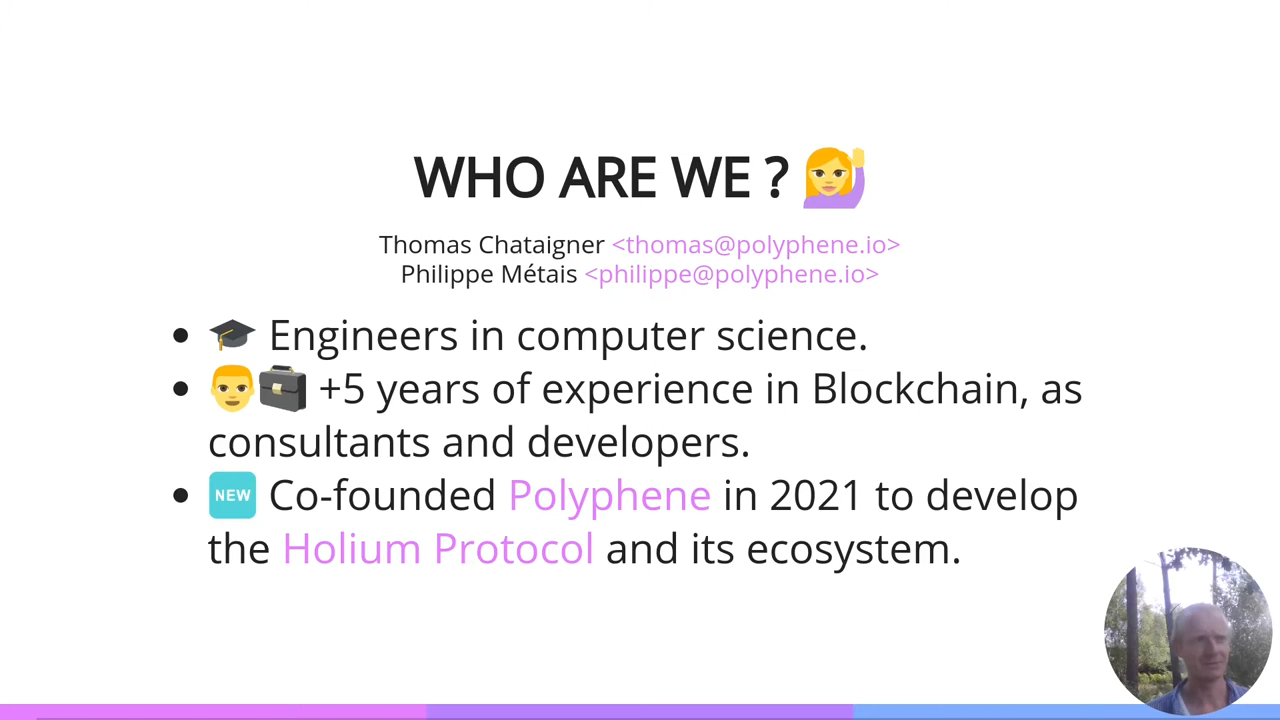 WHO ARE WE ?
Thomas Chataigner <thomas@polyphene.io>
Philippe Métais <philippe@polyphene.io>
Engineers in computer science.
+5 years of experience in Blockchain, as
consultants and developers.
NEW Co-founded Polyphene in 2021 to develop
the Holium Protocol and its ecosystem.